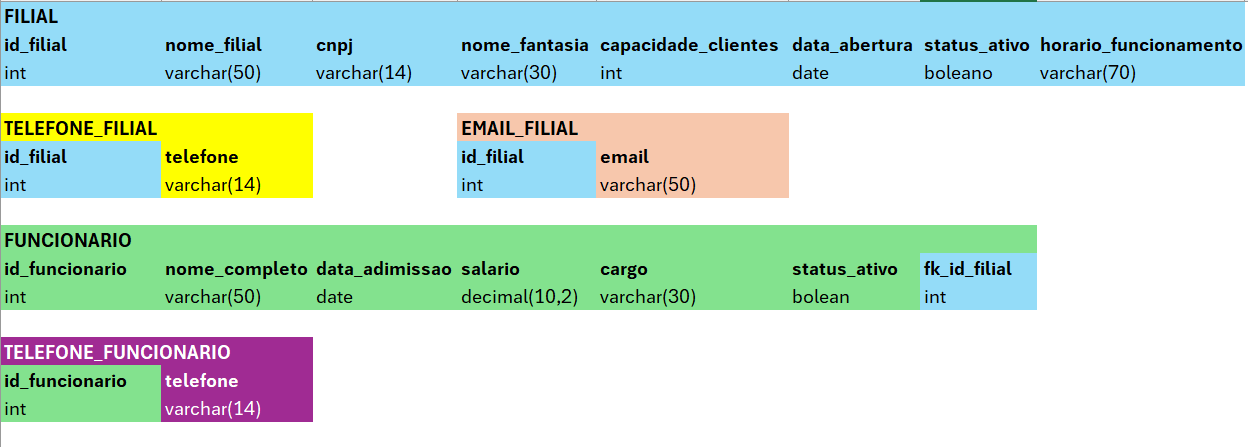 FILIAL
id_filial nome_filial cnpj nome_fantasia capacidade_clientes data_abertura status_ativo horario_funcionamento
int varchar(50) varchar(14) varchar(30) int date boleano varchar(70)
TELEFONE_FILIAL EMAIL_FILIAL
id_filial telefone id_filial email
int varchar(14) int varchar(50)
FUNCIONARIO
id_funcionario nome_completo data_adimissao salario cargo status_ativo fk_id_filial
int varchar(50) date decimal(10,2) varchar(30) bolean int
TELEFONE_FUNCIONARIO
id_funcionario telefone
int varchar(14)